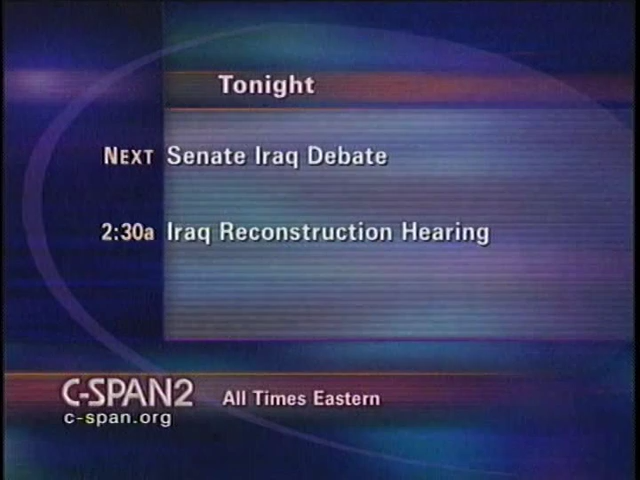 Tonight
NEXT Senate Iraq Debate
2:30a Iraq Reconstruction Hearing
C-SPAN2 All Times Eastern
c-span.org